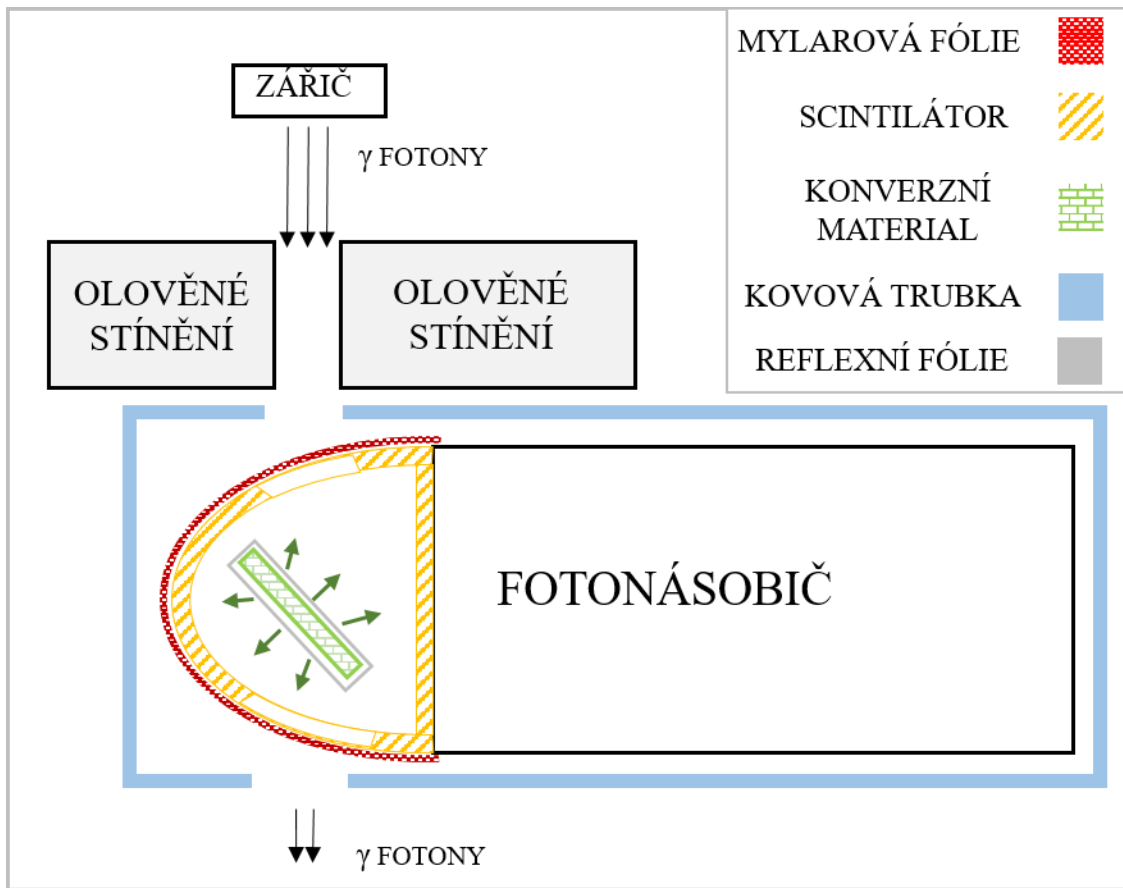 ZÁŘIČ
γ FOTONY
OLOVĚNÉ
STÍNĚNÍ
OLOVĚNÉ
STÍNĚNÍ
FOTONÁSOBIČ
γ FOTONY
MYLAROVÁ FÓLIE
SCINTILÁTOR
KONVERZNÍ
MATERIAL
KOVOVÁ TRUBKA
REFLEXNÍ FÓLIE